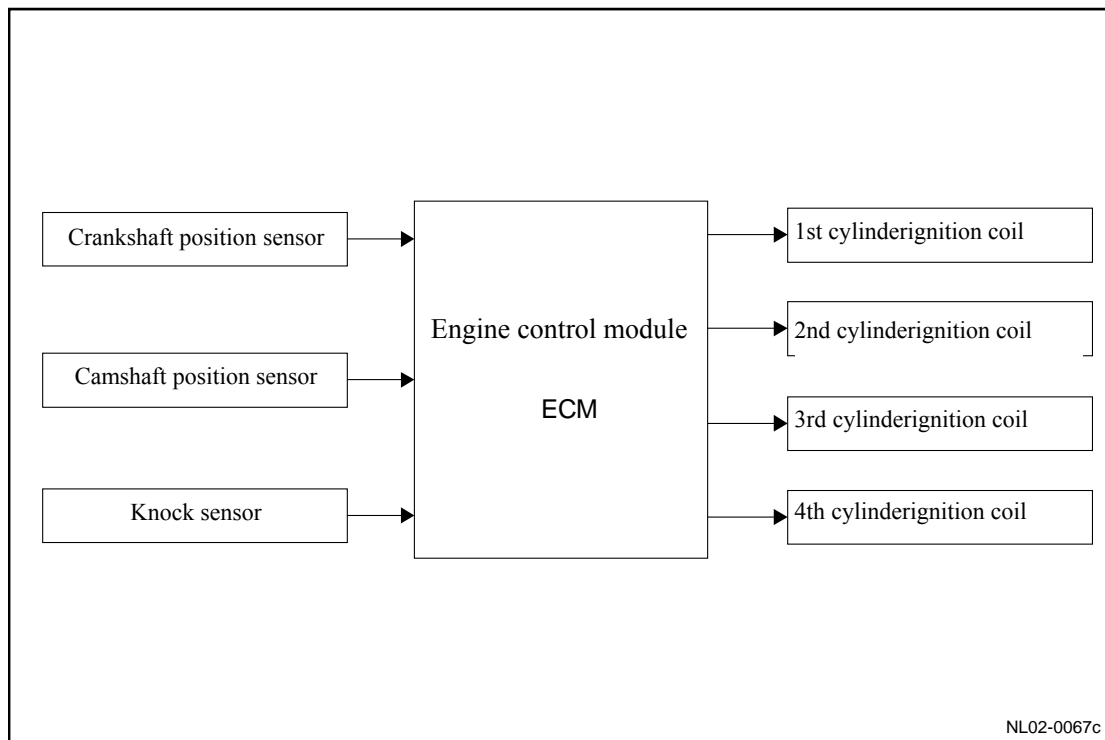 Crankshaft position sensor
Camshaft position sensor
Knock sensor
Engine control module
ECM
1st cylinderignition coil
2nd cylinderignition coil
3rd cylinderignition coil
4th cylinderignition coil
NL02-0067c